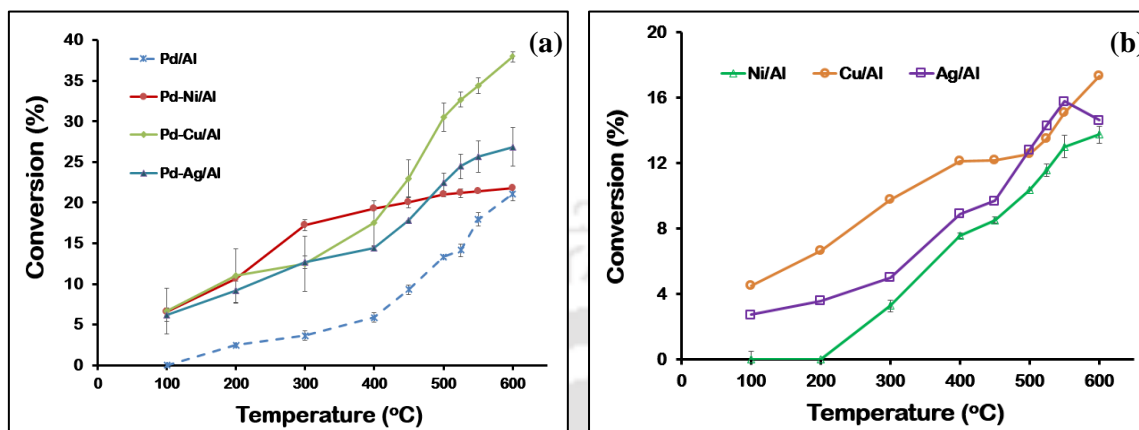 (a)
40
35
30
25
20
15
10
5
0
Conversion (%)
Pd/Al
Pd-Ni/Al
Pd-Cu/Al
Pd-Ag/Al
0 100 200 300 400 500 600
Temperature (°C)
(b)
20
16
12
8
4
0
Conversion (%)
Ni/Al Cu/Al Ag/Al
0 100 200 300 400 500 600
Temperature (°C)